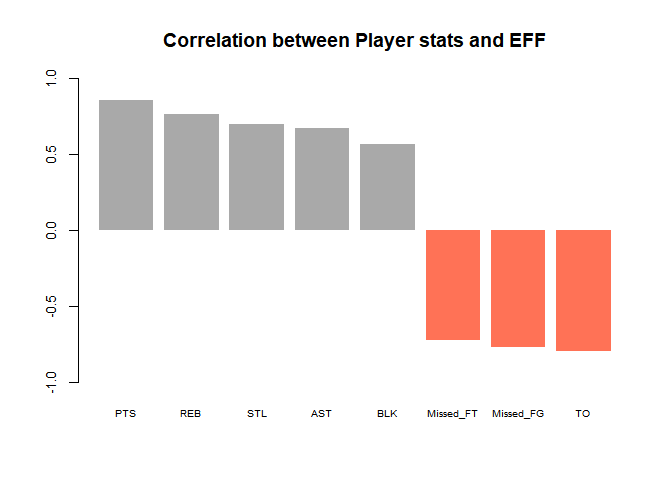 Correlation between Player stats and EFF
1.0
0.5
0.0
-0.5
-1.0
PTS REB STL AST BLK Missed_FT Missed_FG TO